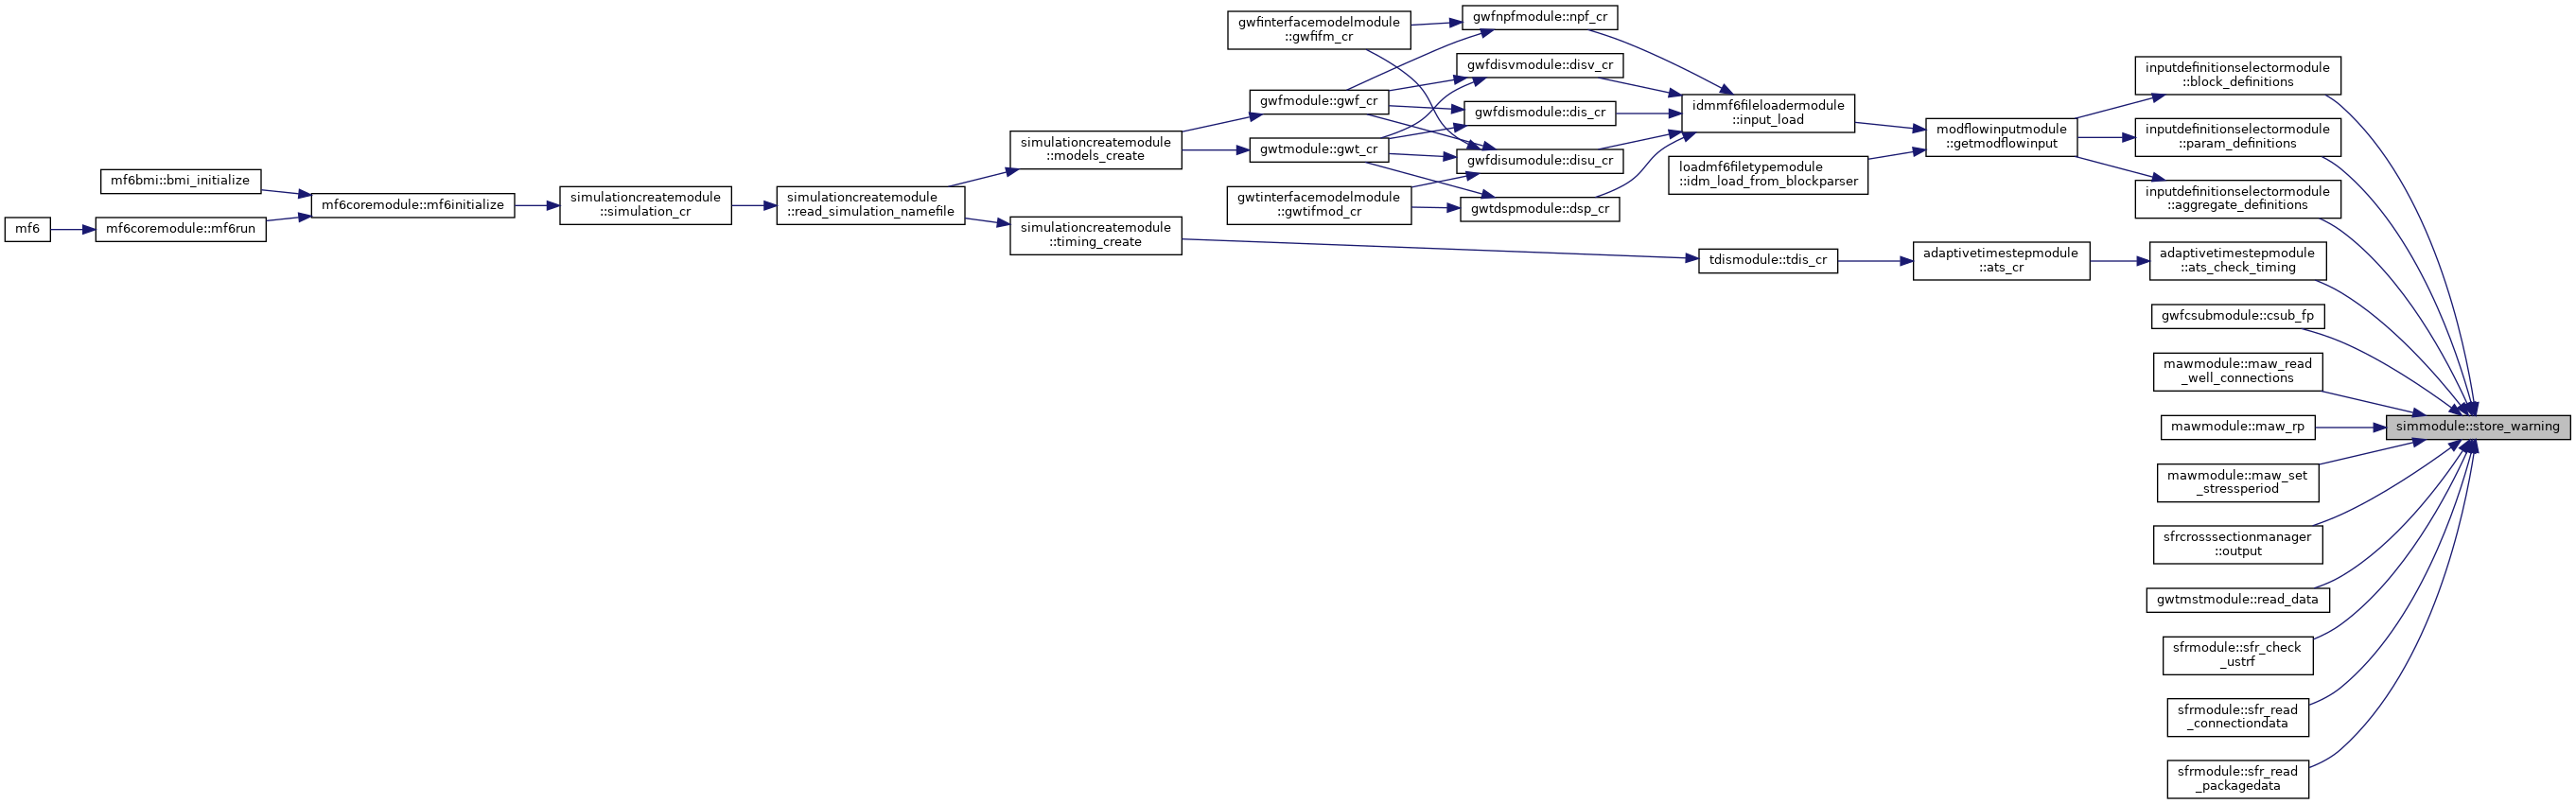 mf6
mf6bmi::bmi_initialize
mf6coremodule::mf6run
mf6coremodule::mf6initialize
simulationcreatemodule
::simulation_cr
simulationcreatemodule
::read_simulation_namefile
simulationcreatemodule
::models_create
simulationcreatemodule
::timing_create
gwfinterfacemodelmodule
::gwfifm_cr
gwfmodule::gwf_cr
gwtmodule::gwt_cr
gwtinterfacemodelmodule
::gwtifmod_cr
gwfnpfmodule::npf_cr
gwfdisvmodule::disv_cr
gwfdismodule::dis_cr
gwfdisumodule::disu_cr
gwtdspmodule::dsp_cr
idmmf6fileloadermodule
::input_load
loadmf6filetypemodule
::idm_load_from_blockparser
tdismodule::tdis_cr
modflowinputmodule
::getmodflowinput
adaptivetimestepmodule
::ats_cr
inputdefinitionselectormodule
::block_definitions
inputdefinitionselectormodule
::param_definitions
inputdefinitionselectormodule
::aggregate_definitions
adaptivetimestepmodule
::ats_check_timing
gwfcsubmodule::csub_fp
mawmodule::maw_read
_well_connections
mawmodule::maw_rp
mawmodule::maw_set
_stressperiod
sfrcrosssectionmanager
::output
gwtmstmodule::read_data
sfrmodule::sfr_check
_ustrf
sfrmodule::sfr_read
_connectiondata
sfrmodule::sfr_read
_packagedata
simmodule::store_warning